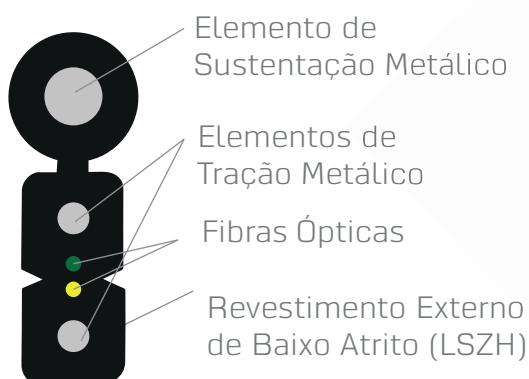 Elemento de
Sustentação Metálico
Elementos de
Tração Metálico
Fibras Ópticas
Revestimento Externo
de Baixo Atrito (LSZH)